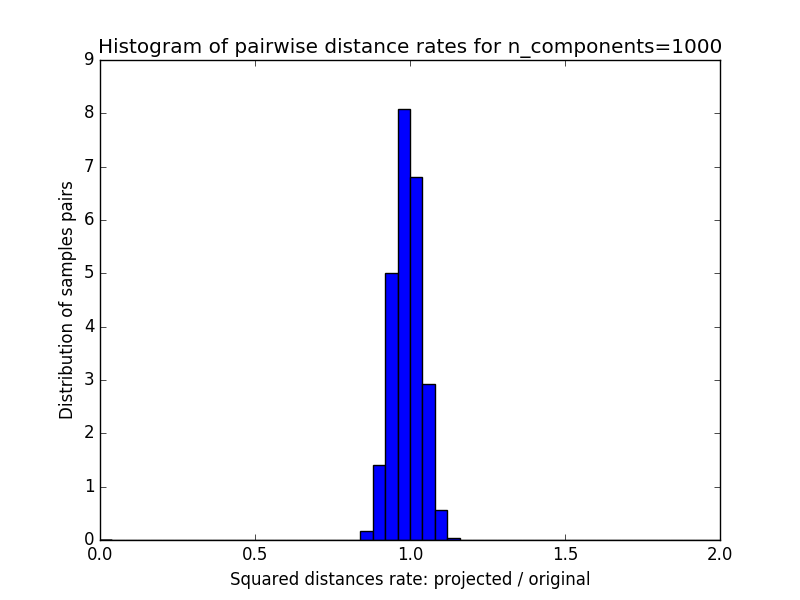 Histogram of pairwise distance rates for n_components=1000
9
8
7
6
5
4
3
2
1
0
Distribution of samples pairs
0.0 0.5 1.0 1.5 2.0
Squared distances rate: projected / original